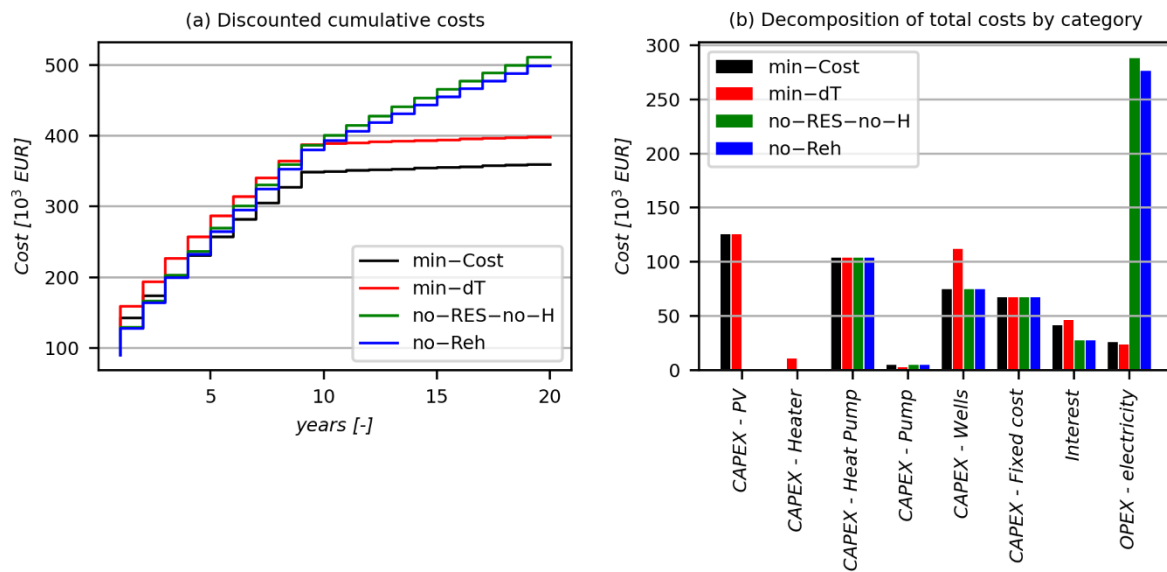 (a) Discounted cumulative costs
Cost [10³ EUR]
500
400
300
200
100
5
10
15
20
years [-]
min−Cost
min−dT
no−RES−no−H
no−Reh
(b) Decomposition of total costs by category
Cost [10³ EUR]
300
250
200
150
100
50
0
min−Cost
min−dT
no−RES−no−H
no−Reh
CAPEX - PV
CAPEX - Heater
CAPEX - Heat Pump
CAPEX - Pump
CAPEX - Wells
CAPEX - Fixed cost
Interest
OPEX - electricity